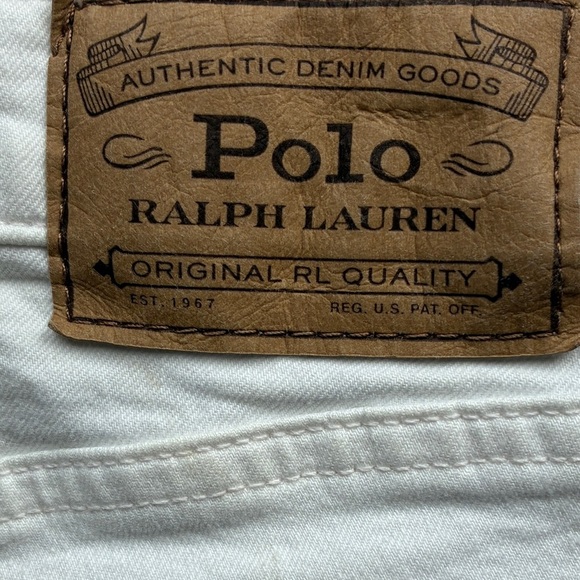 AUTHENTIC DENIM GOODS
Polo
RALPH LAUREN
ORIGINAL RL QUALITY
EST. 1967 REG. U.S. PAT. OFF.